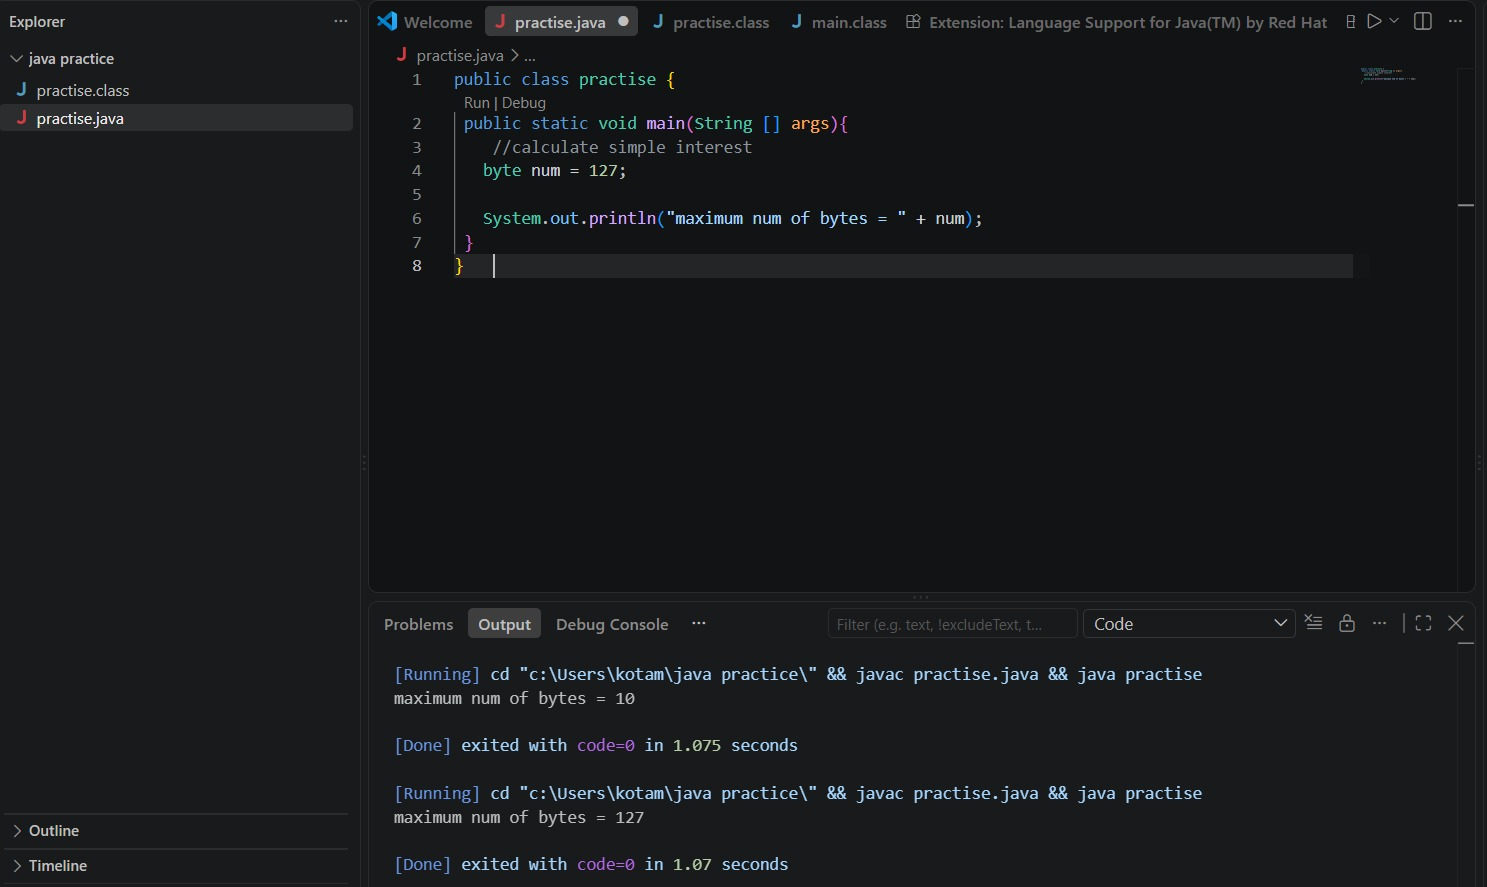 Explorer
java practice
practise.class
practise.java
Outline
Timeline
Welcome practise.java practise.class main.class Extension: Language Support for Java(TM) by Red Hat
practise.java > ...
1 public class practise {
Run | Debug
2 public static void main(String [] args){
3 //calculate simple interest
4 byte num = 127;
5
6 System.out.println("maximum num of bytes = " + num);
7 }
8 }
Problems Output Debug Console ... Filter (e.g. text, !excludeText, t... Code
[Running] cd "c:\Users\kotam\java practice\" && javac practise.java && java practise
maximum num of bytes = 10
[Done] exited with code=0 in 1.075 seconds
[Running] cd "c:\Users\kotam\java practice\" && javac practise.java && java practise
maximum num of bytes = 127
[Done] exited with code=0 in 1.07 seconds